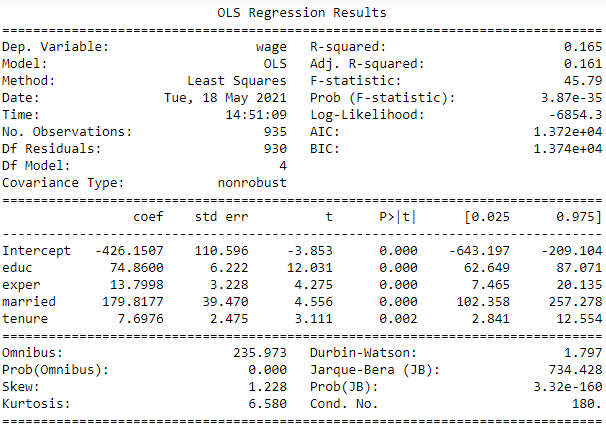 OLS Regression Results
==============================================================================
Dep. Variable:                   wage   R-squared:                       0.165
Model:                            OLS   Adj. R-squared:                  0.161
Method:                 Least Squares   F-statistic:                     45.79
Date:                Tue, 18 May 2021   Prob (F-statistic):           3.87e-35
Time:                        14:51:09   Log-Likelihood:                -6854.3
No. Observations:                 935   AIC:                         1.372e+04
Df Residuals:                     930   BIC:                         1.374e+04
Df Model:                           4
Covariance Type:            nonrobust
==============================================================================
                 coef    std err          t      P>|t|      [0.025      0.975]
------------------------------------------------------------------------------
Intercept   -426.1507    110.596     -3.853      0.000    -643.197    -209.104
educ          74.8600      6.222     12.031      0.000      62.649      87.071
exper         13.7998      3.228      4.275      0.000       7.465      20.135
married      179.8177     39.470      4.556      0.000     102.358     257.278
tenure         7.6976      2.475      3.111      0.002       2.841      12.554
==============================================================================
Omnibus:                      235.973   Durbin-Watson:                   1.797
Prob(Omnibus):                  0.000   Jarque-Bera (JB):              734.428
Skew:                           1.228   Prob(JB):                    3.32e-160
Kurtosis:                       6.580   Cond. No.                         180.
==============================================================================